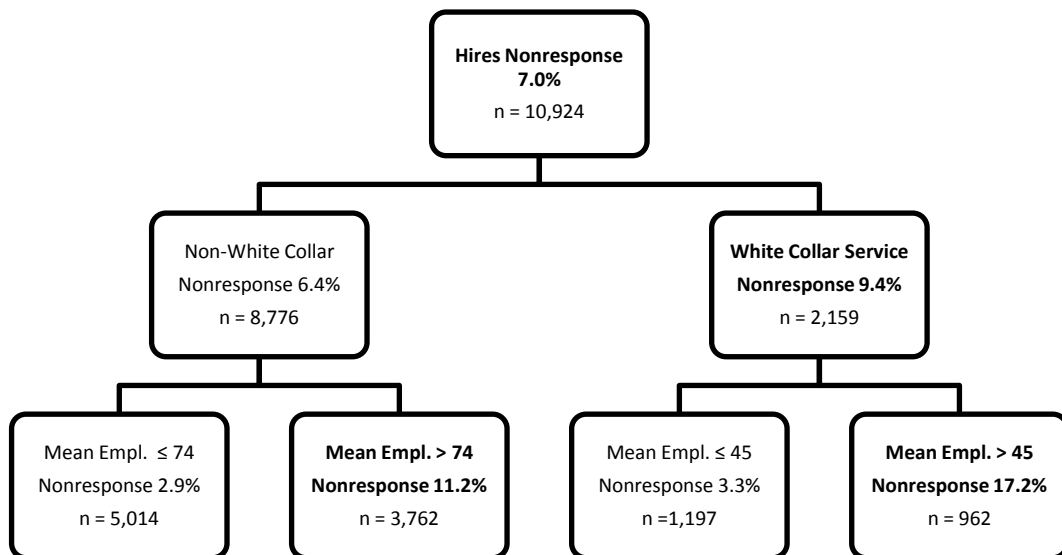 Hires Nonresponse
7.0%
n = 10,924
Non-White Collar
Nonresponse 6.4%
n = 8,776
White Collar Service
Nonresponse 9.4%
n = 2,159
Mean Empl. ≤ 74
Nonresponse 2.9%
n = 5,014
Mean Empl. > 74
Nonresponse 11.2%
n = 3,762
Mean Empl. ≤ 45
Nonresponse 3.3%
n =1,197
Mean Empl. > 45
Nonresponse 17.2%
n = 962